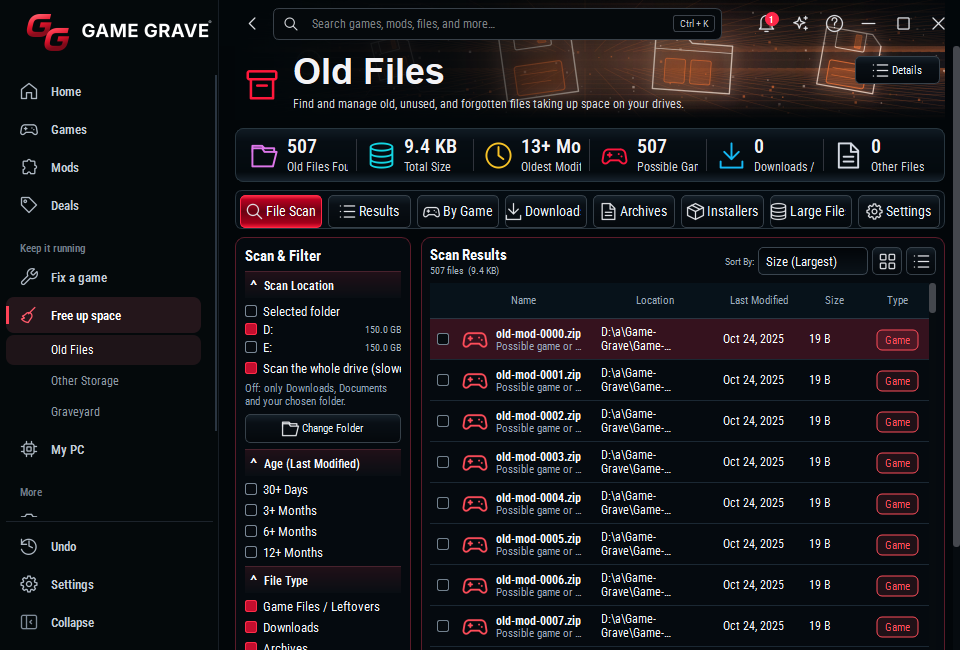 GAME GRAVE
Search games, mods, files, and more...
Ctrl + K
1
Home
Games
Mods
Deals
Keep it running
Fix a game
Free up space
Old Files
Other Storage
Graveyard
My PC
More
Undo
Settings
Collapse
Old Files
Find and manage old, unused, and forgotten files taking up space on your drives.
Details
507
Old Files Fou
9.4 KB
Total Size
13+ Mo
Oldest Modif
507
Possible Gar
0
Downloads /
0
Other Files
File Scan
Results
By Game
Download
Archives
Installers
Large File
Settings
Scan & Filter
Scan Location
Selected folder
D: 150.0 GB
E: 150.0 GB
Scan the whole drive (slowe
Off: only Downloads, Documents
and your chosen folder.
Change Folder
Age (Last Modified)
30+ Days
3+ Months
6+ Months
12+ Months
File Type
Game Files / Leftovers
Downloads
Archives
Scan Results
507 files (9.4 KB)
Sort By:
Size (Largest)
Name Location Last Modified Size Type
old-mod-0000.zip D:\a\Game- Oct 24, 2025 19 B Game
Possible game or ... Grave\Game-...
old-mod-0001.zip D:\a\Game- Oct 24, 2025 19 B Game
Possible game or ... Grave\Game-...
old-mod-0002.zip D:\a\Game- Oct 24, 2025 19 B Game
Possible game or ... Grave\Game-...
old-mod-0003.zip D:\a\Game- Oct 24, 2025 19 B Game
Possible game or ... Grave\Game-...
old-mod-0004.zip D:\a\Game- Oct 24, 2025 19 B Game
Possible game or ... Grave\Game-...
old-mod-0005.zip D:\a\Game- Oct 24, 2025 19 B Game
Possible game or ... Grave\Game-...
old-mod-0006.zip D:\a\Game- Oct 24, 2025 19 B Game
Possible game or ... Grave\Game-...
old-mod-0007.zip D:\a\Game- Oct 24, 2025 19 B Game
Possible game or ... Grave\Game-...